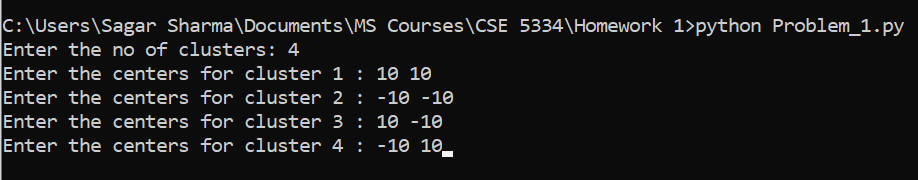 C:\Users\Sagar Sharma\Documents\MS Courses\CSE 5334\Homework 1>python Problem_1.py
Enter the no of clusters: 4
Enter the centers for cluster 1 : 10 10
Enter the centers for cluster 2 : -10 -10
Enter the centers for cluster 3 : 10 -10
Enter the centers for cluster 4 : -10 10